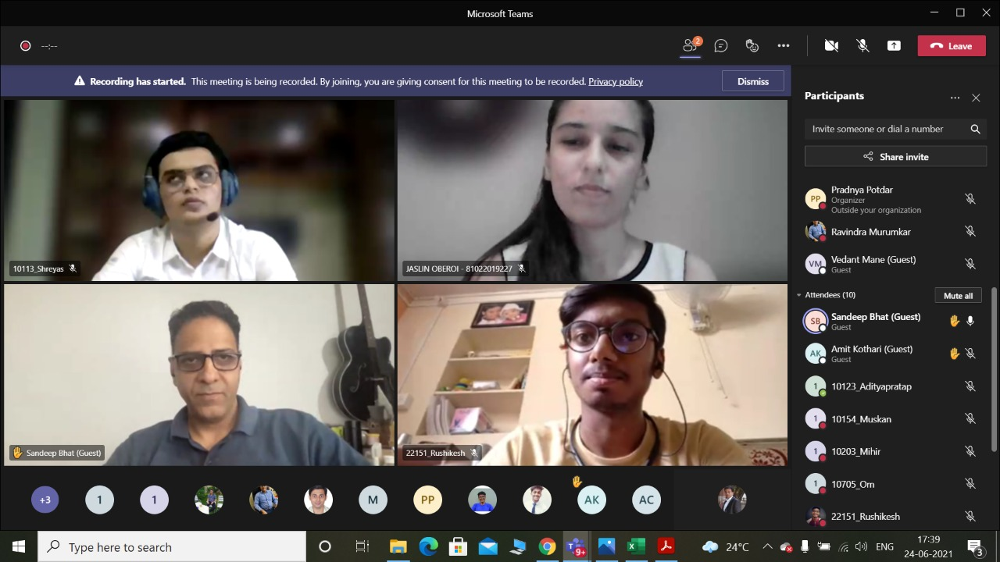 Microsoft Teams
--:--
2
Leave
Recording has started. This meeting is being recorded. By joining, you are giving consent for this meeting to be recorded. Privacy policy
Dismiss
10113_Shreyas
JASLIN OBEROI - 81022019227
Sandeep Bhat (Guest)
22151_Rushikesh
+3
1
1
M
PP
AK
AC
Participants
Invite someone or dial a number
Share invite
PP
Pradnya Potdar
Organizer
Outside your organization
Ravindra Murumkar
VM
Vedant Mane (Guest)
Guest
Attendees (10)
Mute all
SB
Sandeep Bhat (Guest)
Guest
AK
Amit Kothari (Guest)
Guest
1
10123_Adityapratap
1
10154_Muskan
1
10203_Mihir
1
10705_Om
22151_Rushikesh
Type here to search
9+
24°C
ENG
17:39
24-06-2021
3